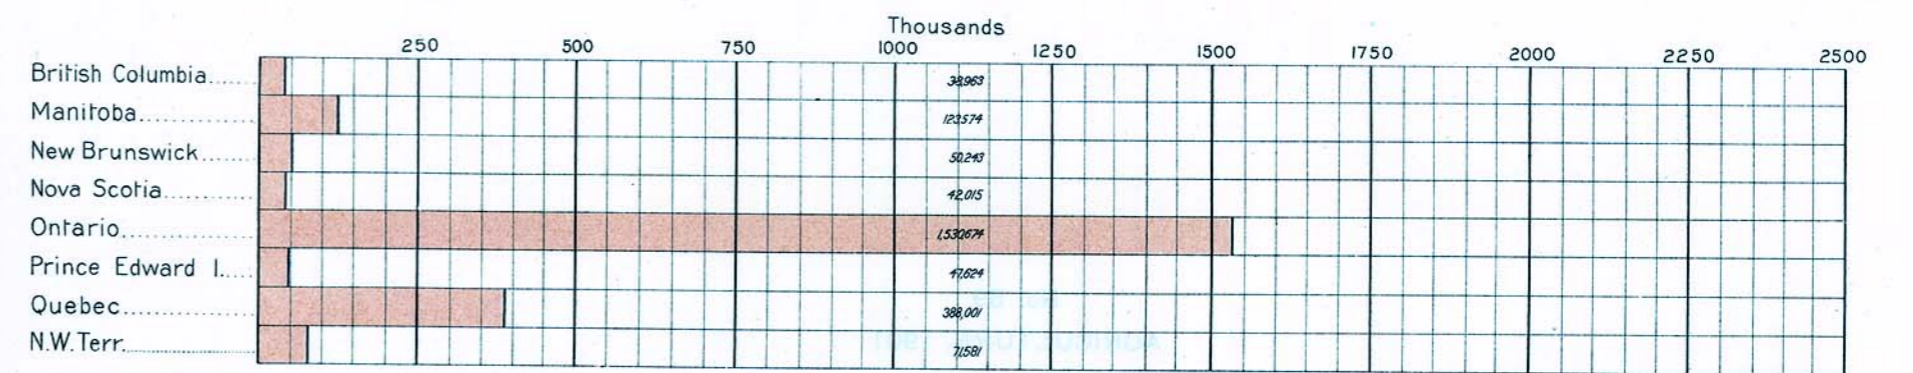 Thousands
250 500 750 1000 1250 1500 1750 2000 2250 2500
British Columbia 38,963
Manitoba 123,574
New Brunswick 50,243
Nova Scotia 42,015
Ontario 1,530,674
Prince Edward I. 47,624
Quebec 388,001
N.W. Terr. 71,581